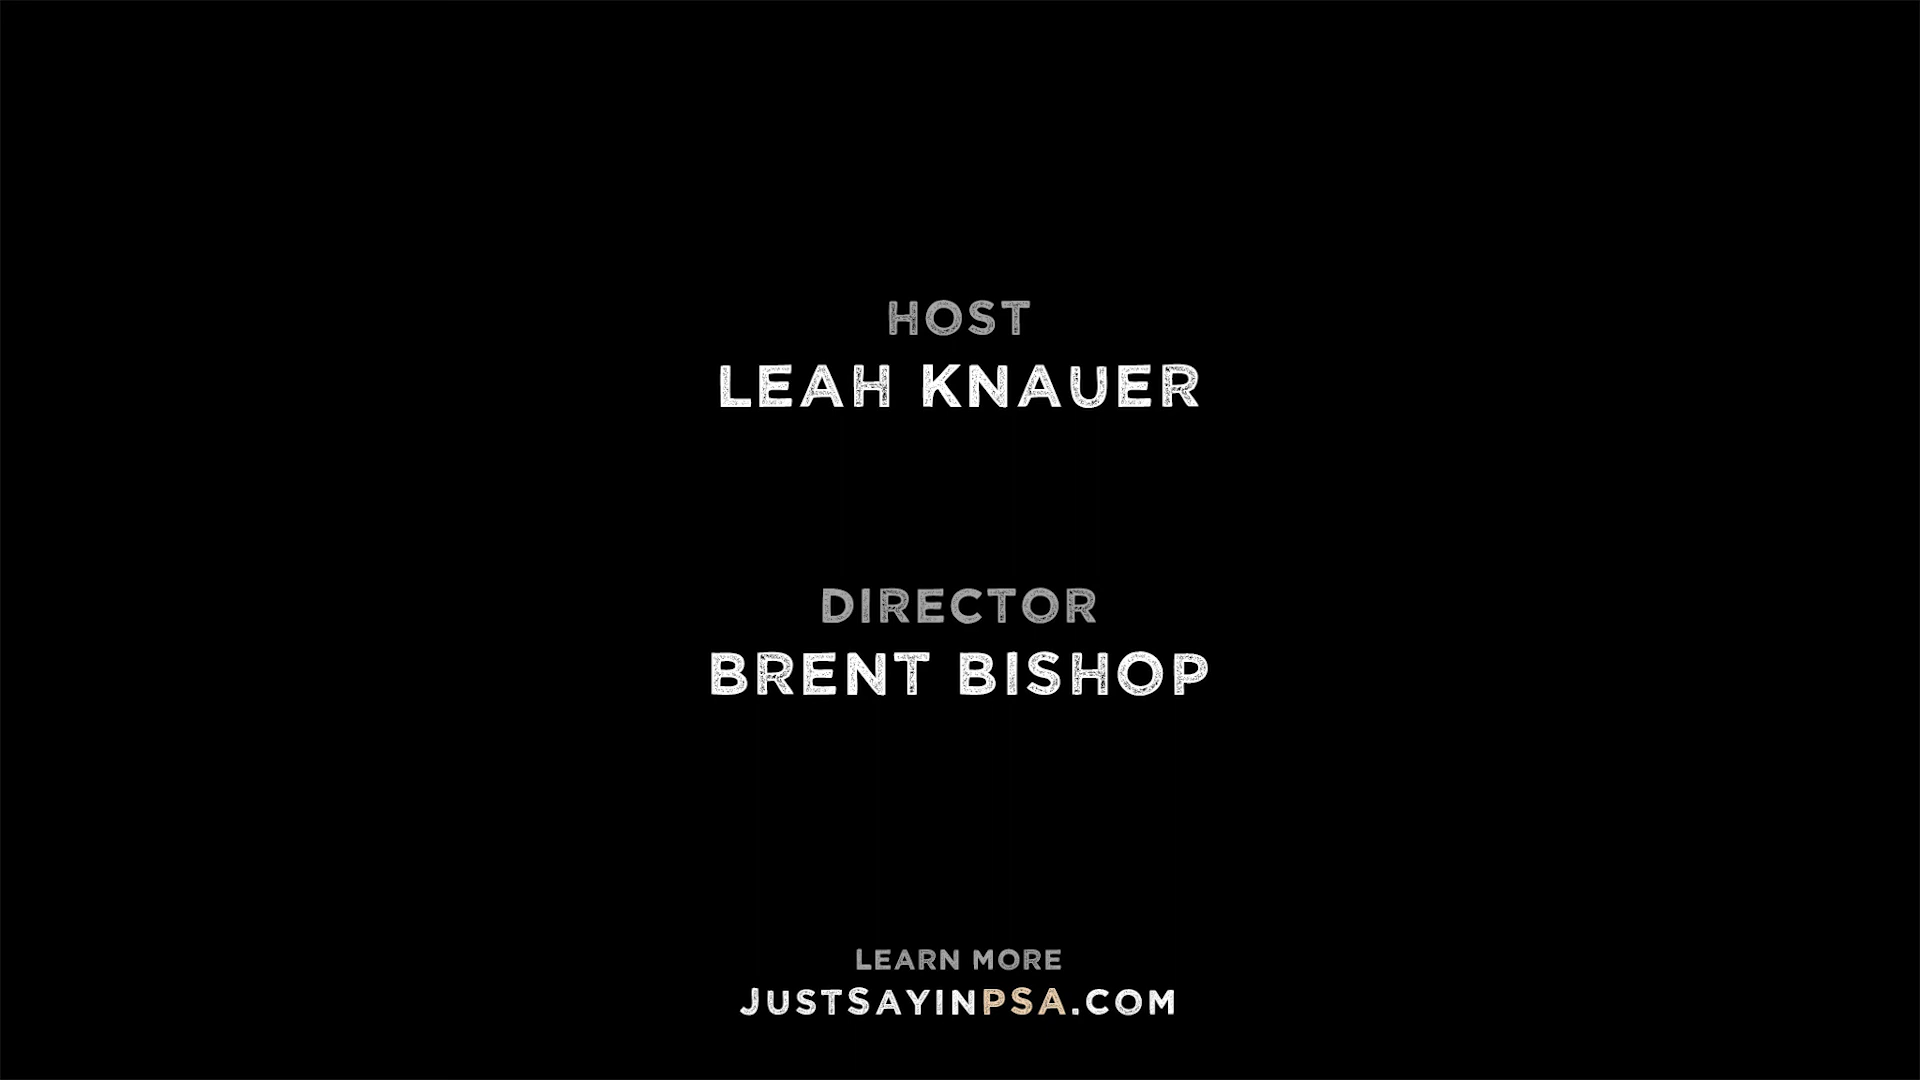 HOST
LEAH KNAUER
DIRECTOR
BRENT BISHOP
LEARN MORE
JUSTSAYINPSA.COM